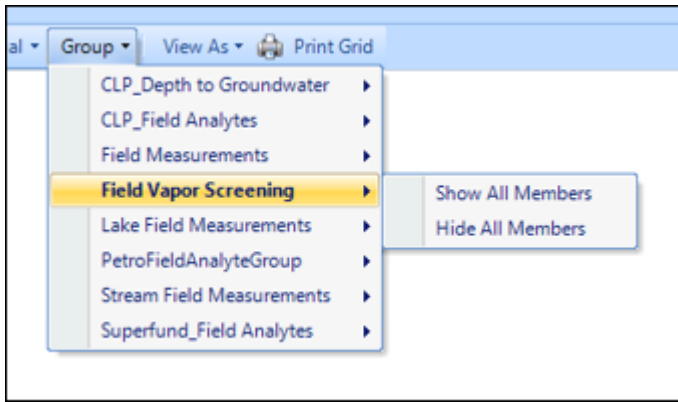 al Group View As Print Grid
CLP_Depth to Groundwater
CLP_Field Analytes
Field Measurements
Field Vapor Screening
Show All Members
Lake Field Measurements
Hide All Members
PetroFieldAnalyteGroup
Stream Field Measurements
Superfund_Field Analytes